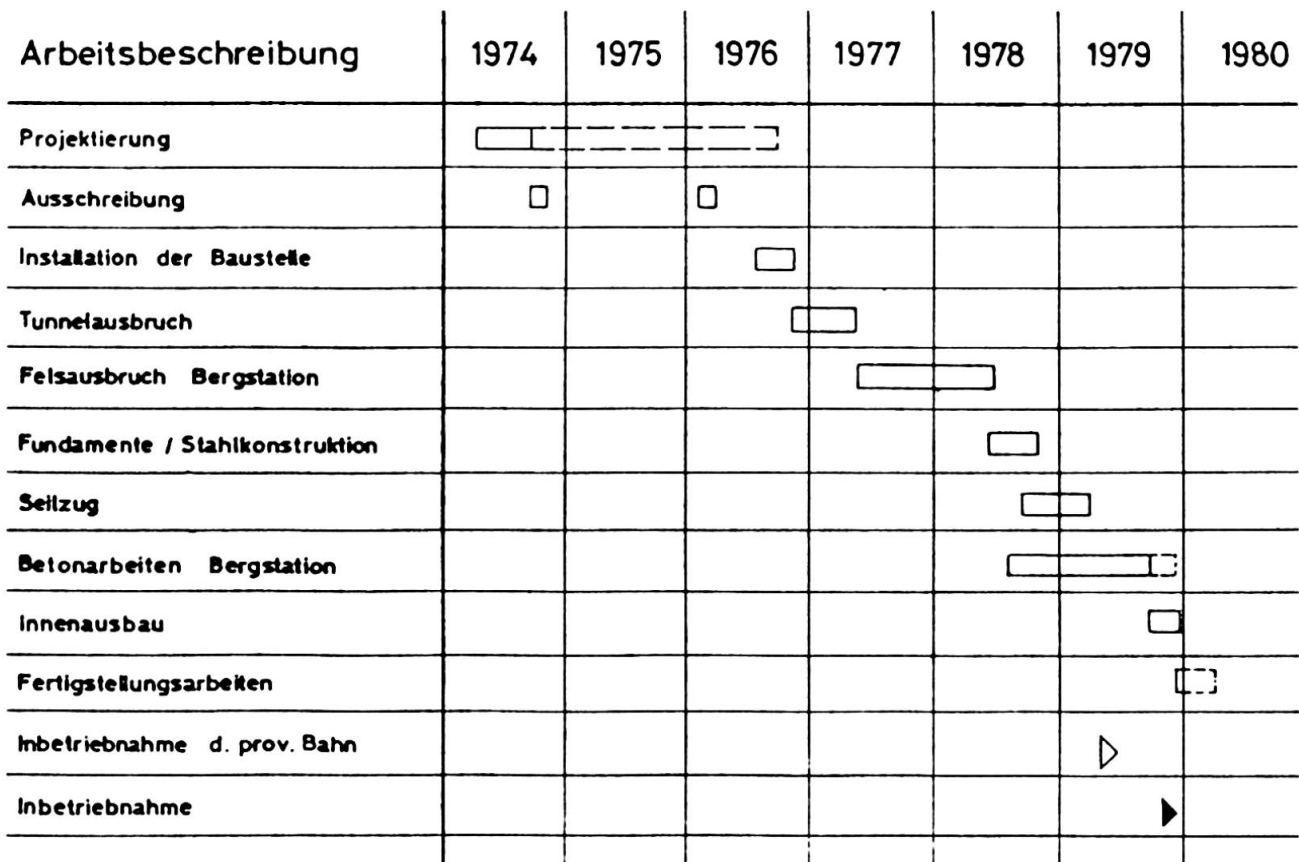 Arbeitsbeschreibung 1974 1975 1976 1977 1978 1979 1980
Projektierung
Ausschreibung
Installation der Baustelle
Tunnelausbruch
Felsausbruch Bergstation
Fundamente / Stahlkonstruktion
Seilzug
Betonarbeiten Bergstation
Innenausbau
Fertigstellungsarbeiten
Inbetriebnahme d. prov. Bahn
Inbetriebnahme